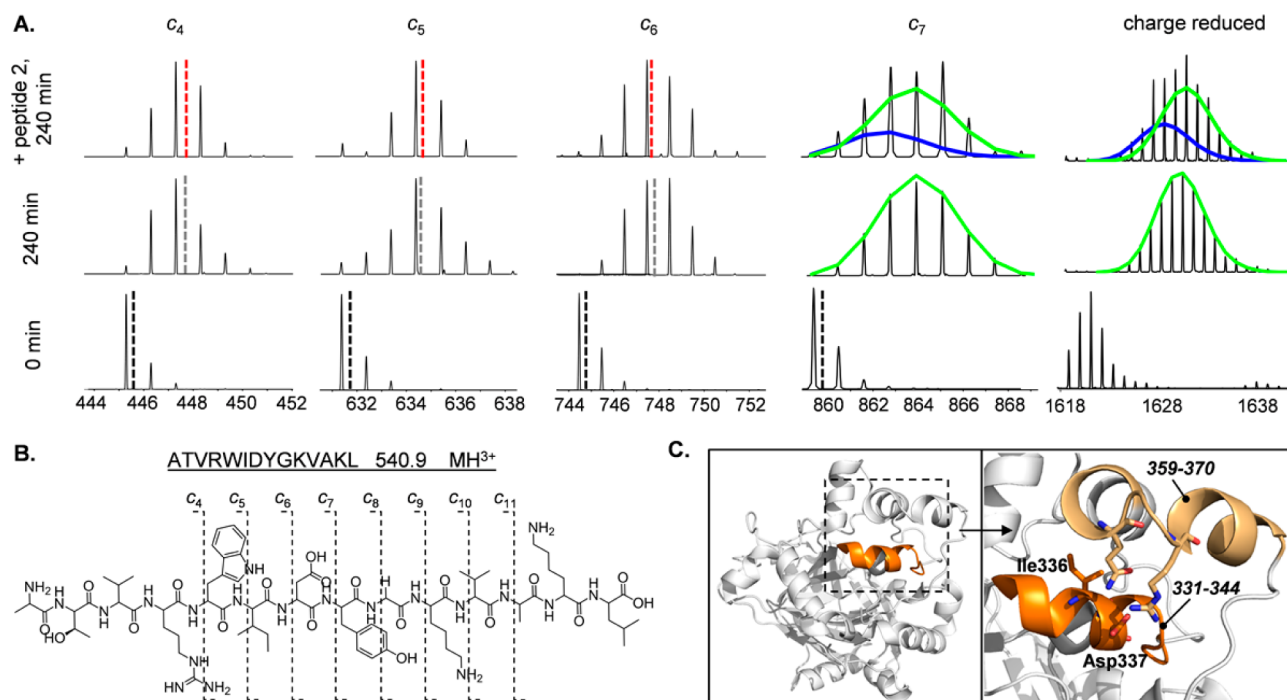 A.
c4 c5 c6 c7 charge reduced
+ peptide 2, 240 min
240 min
0 min
444 446 448 450 452 632 634 636 638 744 746 748 750 752 860 862 864 866 868 1618 1628 1638
B.
ATVRWIDYGKVAKL 540.9 MH3+
c4 c5 c6 c7 c8 c9 c10 c11
NH2
NH2
OH
NH
O O O O O O O
HO
OH
NH2
NH
NH NH2
C.
359-370
Ile336
331-344
Asp337